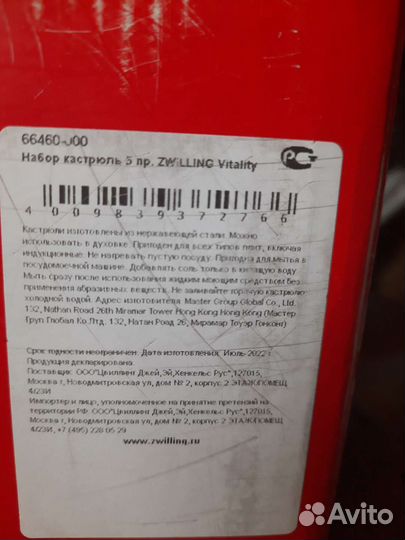 66460-000
Набор кастрюль 5 пр. ZWILLING Vitality
4009839372766
Кастрюли изготовлены из нержавеющей стали. Можно
использовать в духовке. Пригоден для всех типов плит, включая
индукционные. Не нагревать пустую посуду. Пригодна для мытья в
посудомоечной машине. Добавлять соль только в кипящую воду
Мыть сразу после использования жидким моющим средством без
применения абразивных веществ. Не заливайте горячую кастрюлю
холодной водой. Адрес изготовителя: Master Group Global Co., Ltd.
132, Nathan Road 26th Miramar Tower Hong Kong Hong Kong (Мастер
Груп Глобал Ко.Лтд. 132, Натан Роад 26, Мирамар Тоуэр Гонконг)
Срок годности неограничен. Дата изготовления: Июль 2022 г.
Продукция декларирована.
Поставщик: ООО"Цвиллинг Джей,Эй,Хенкельс Рус",127015,
Москва г, Новодмитровская ул, дом № 2, корпус 2 ЭТАЖ/ПОМЕЩ
4/23И
Импортер и лицо, уполномоченное на принятие претензий на
территории РФ: ООО"Цвиллинг Джей,Эй,Хенкельс Рус",127015,
Москва г, Новодмитровская ул, дом № 2, корпус 2 ЭТАЖ/ПОМЕЩ
4/23И, +7 (495) 228 05 29
www.zwilling.ru
Avito